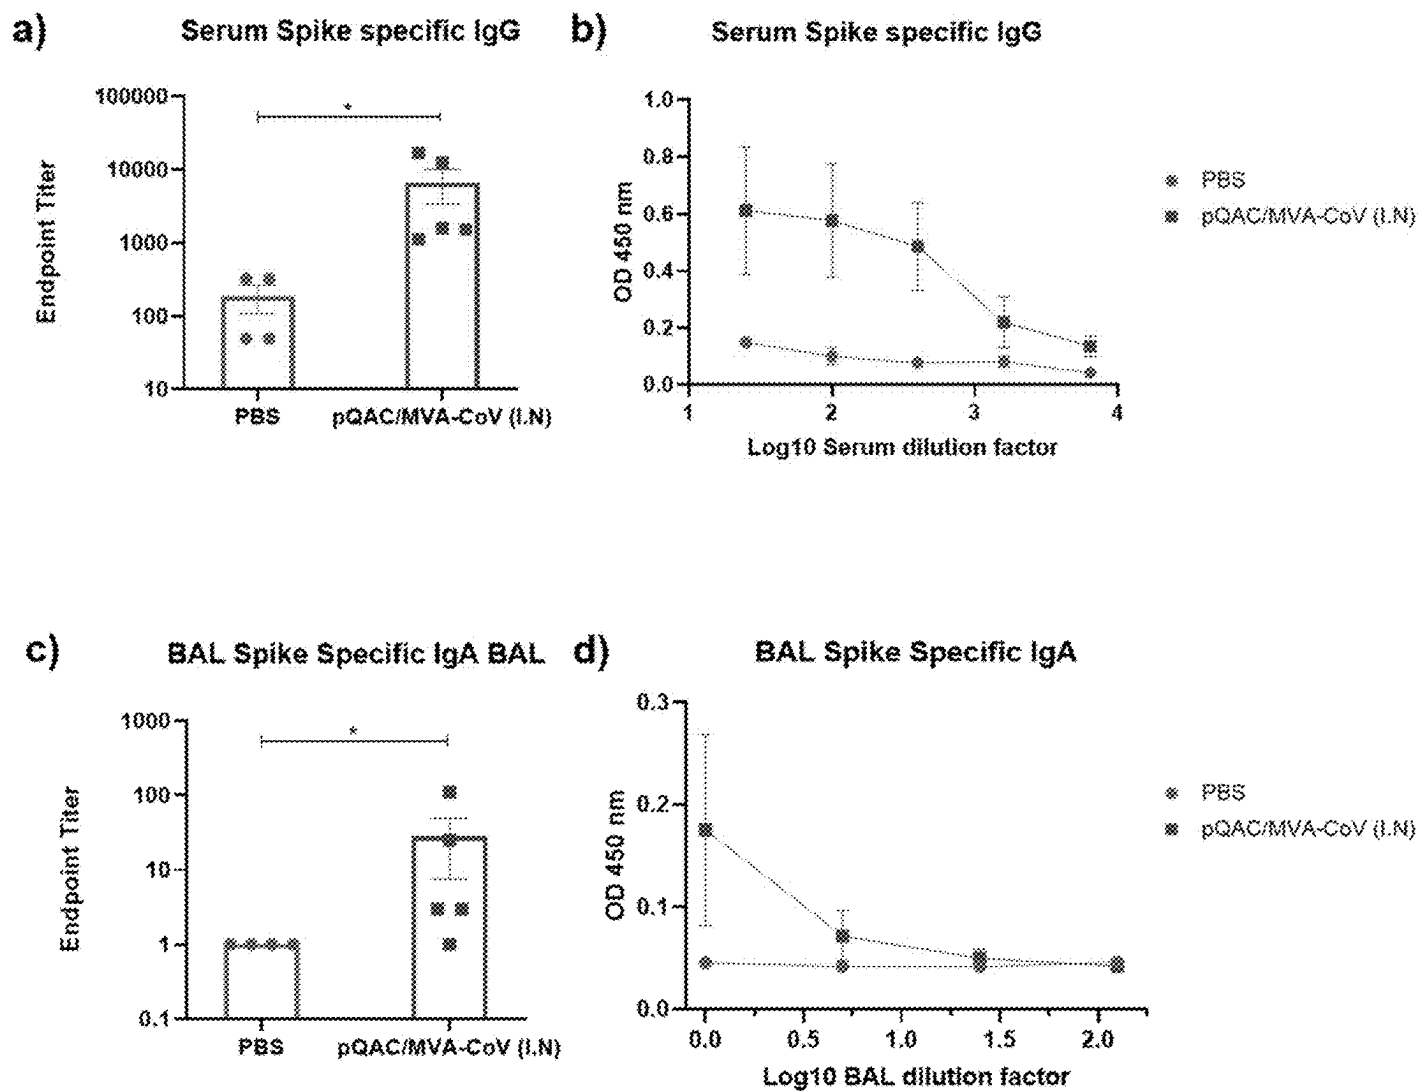 a)
Serum Spike specific IgG
Endpoint Titer
100000
10000
1000
100
10
*
PBS
pQAC/MVA-CoV (I.N)
b)
Serum Spike specific IgG
OD 450 nm
1.0
0.8
0.6
0.4
0.2
0.0
1
2
3
4
Log10 Serum dilution factor
PBS
pQAC/MVA-CoV (I.N)
c)
BAL Spike Specific IgA BAL
Endpoint Titer
1000
100
10
1
0.1
*
PBS
pQAC/MVA-CoV (I.N)
d)
BAL Spike Specific IgA
OD 450 nm
0.3
0.2
0.1
0.0
0.0
0.5
1.0
1.5
2.0
Log10 BAL dilution factor
PBS
pQAC/MVA-CoV (I.N)